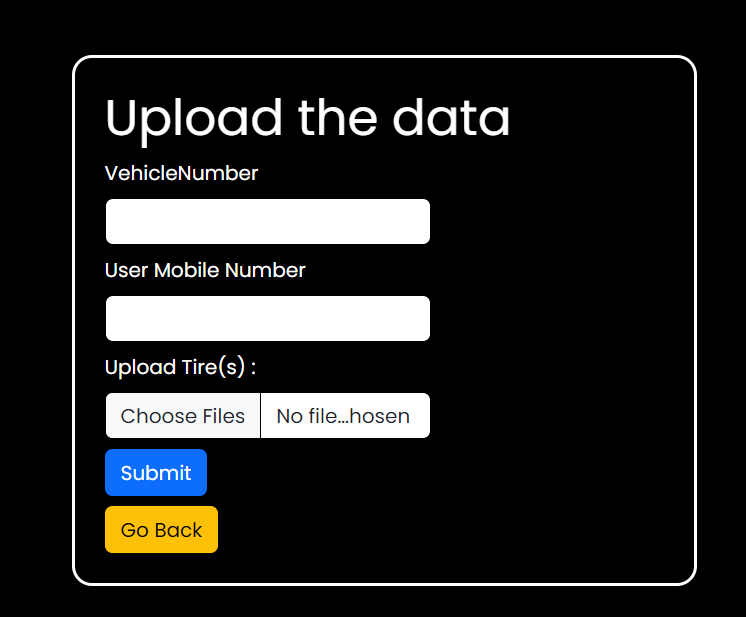 Upload the data
VehicleNumber
User Mobile Number
Upload Tire(s) :
Choose Files No file...hosen
Submit
Go Back